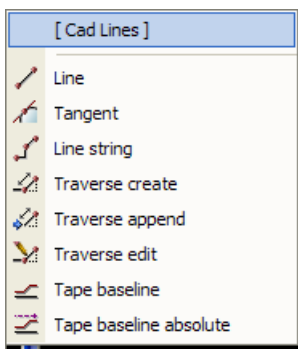 [ Cad Lines ]
Line
Tangent
Line string
Traverse create
Traverse append
Traverse edit
Tape baseline
Tape baseline absolute